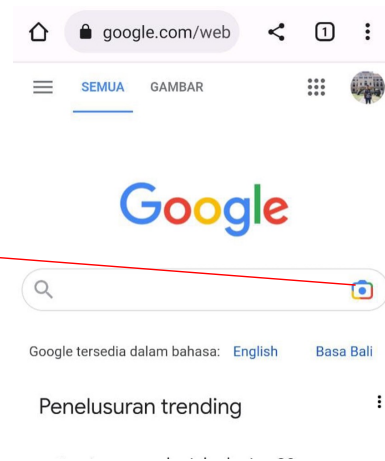 google.com/web
1
SEMUA GAMBAR
Google
Google tersedia dalam bahasa: English Basa Bali
Penelusuran trending